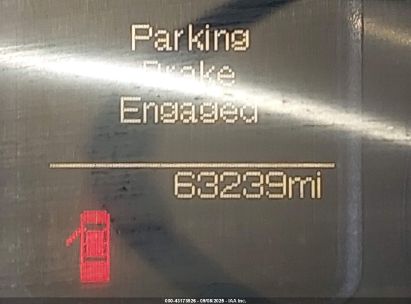 Parking
Brake
Engaged
63239mi